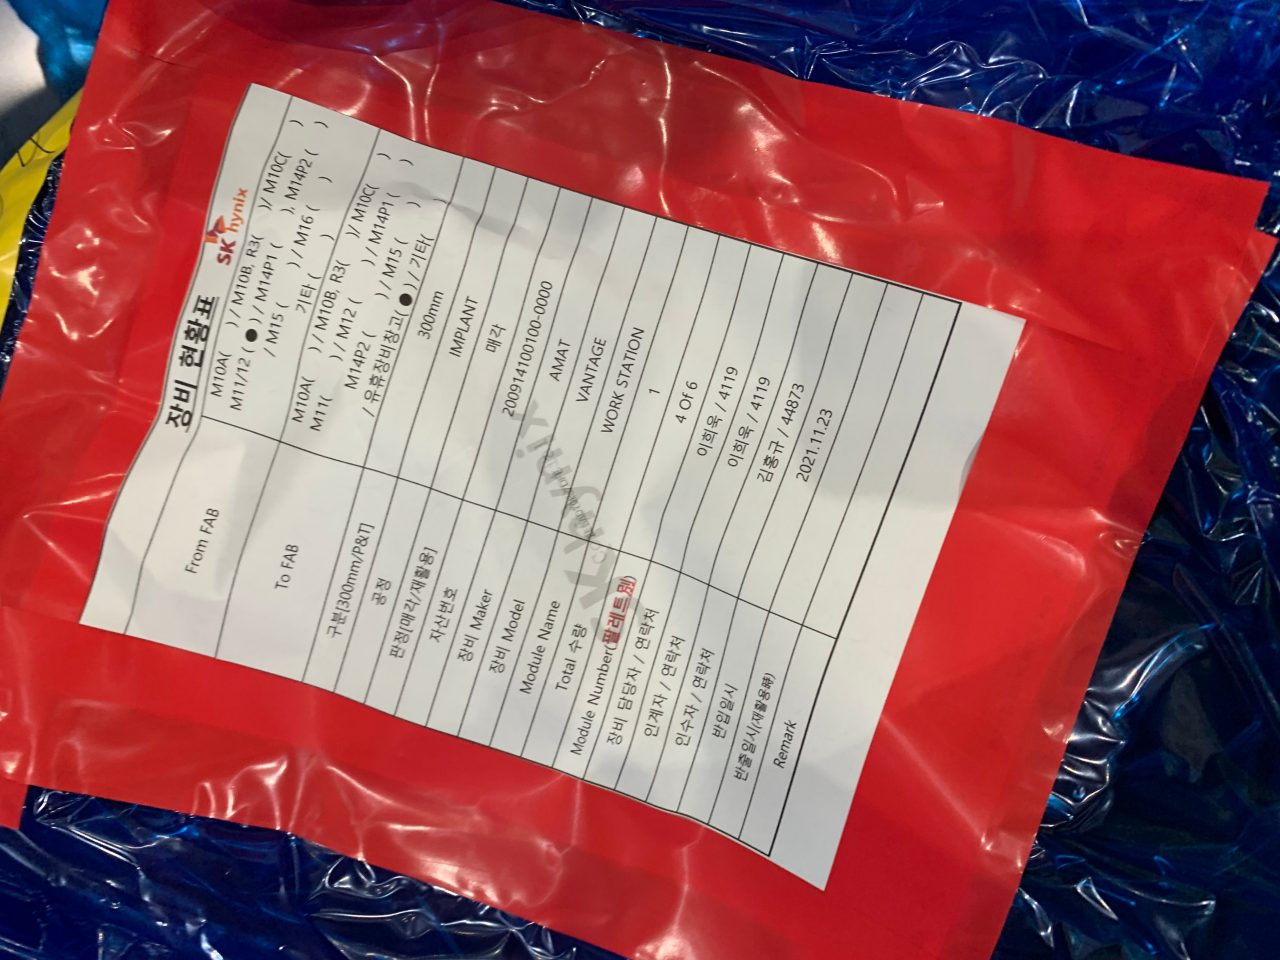 장비 현황표
SK hynix
From FAB
M10A( ) / M10B, R3( )/ M10C( )
M11/12 ( ● ) / M14P1 ( ), M14P2 ( )
/ M15 ( ) / M16 ( )
기타 ( )
To FAB
M10A( ) / M10B, R3( )/ M10C( )
M11( )/ M12 ( ) / M14P1 ( )
M14P2 ( ) / M15 ( )
/ 유휴장비창고( ● ) / 기타( )
구분[300mm/P&T] 300mm
공정 IMPLANT
판정[매각/재활용] 매각
자산번호 200914100100-0000
장비 Maker AMAT
장비 Model VANTAGE
Module Name WORK STATION
Total 수량 1
Module Number(팔레트別) 4 Of 6
장비 담당자 / 연락처 이희욱 / 4119
인계자 / 연락처 이희욱 / 4119
인수자 / 연락처 김홍규 / 44873
반입일시 2021.11.23
반출일시(재활용時)
Remark
SK hynix